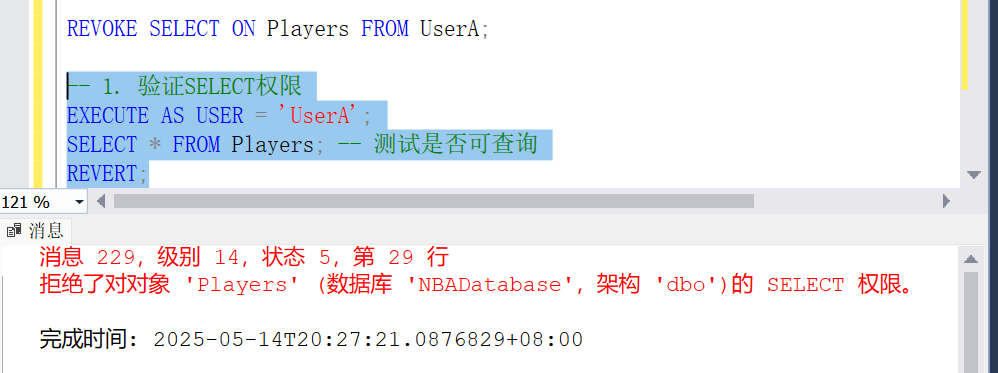 REVOKE SELECT ON Players FROM UserA;
-- 1. 验证SELECT权限
EXECUTE AS USER = 'UserA';
SELECT * FROM Players; -- 测试是否可查询
REVERT;
121 %
消息
消息 229，级别 14，状态 5，第 29 行
拒绝了对对象 'Players' (数据库 'NBADatabase'，架构 'dbo')的 SELECT 权限。
完成时间: 2025-05-14T20:27:21.0876829+08:00